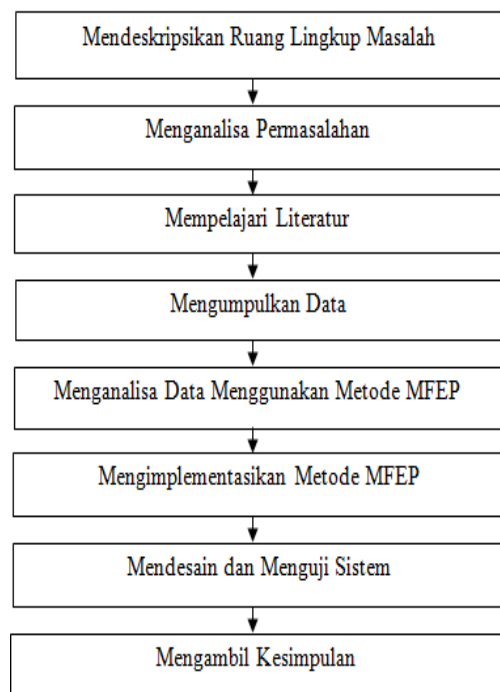 Mendeskripsikan Ruang Lingkup Masalah
Menganalisa Permasalahan
Mempelajari Literatur
Mengumpulkan Data
Menganalisa Data Menggunakan Metode MFEP
Mengimplementasikan Metode MFEP
Mendesain dan Menguji Sistem
Mengambil Kesimpulan